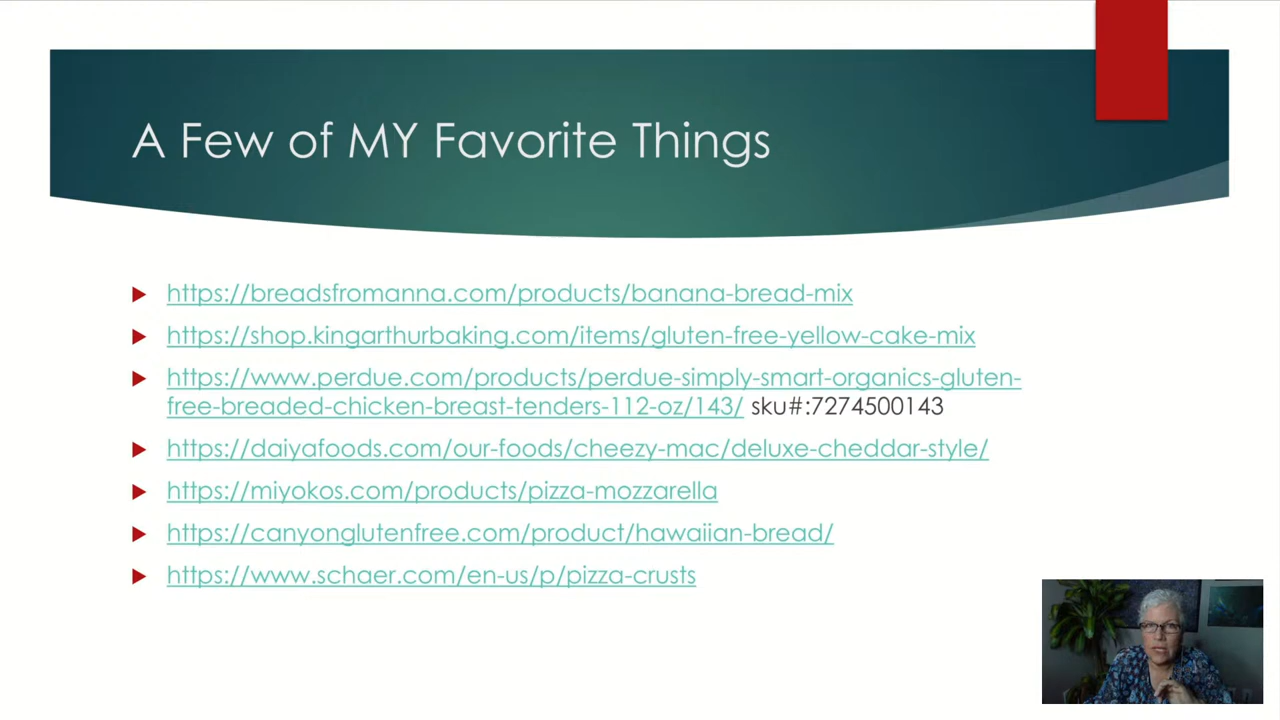 A Few of MY Favorite Things
https://breadsfromanna.com/products/banana-bread-mix
https://shop.kingarthurbaking.com/items/gluten-free-yellow-cake-mix
https://www.perdue.com/products/perdue-simply-smart-organics-gluten-
free-breaded-chicken-breast-tenders-112-oz/143/ sku#:7274500143
https://daiyafoods.com/our-foods/cheezy-mac/deluxe-cheddar-style/
https://miyokos.com/products/pizza-mozzarella
https://canyonglutenfree.com/product/hawaiian-bread/
https://www.schaer.com/en-us/p/pizza-crusts